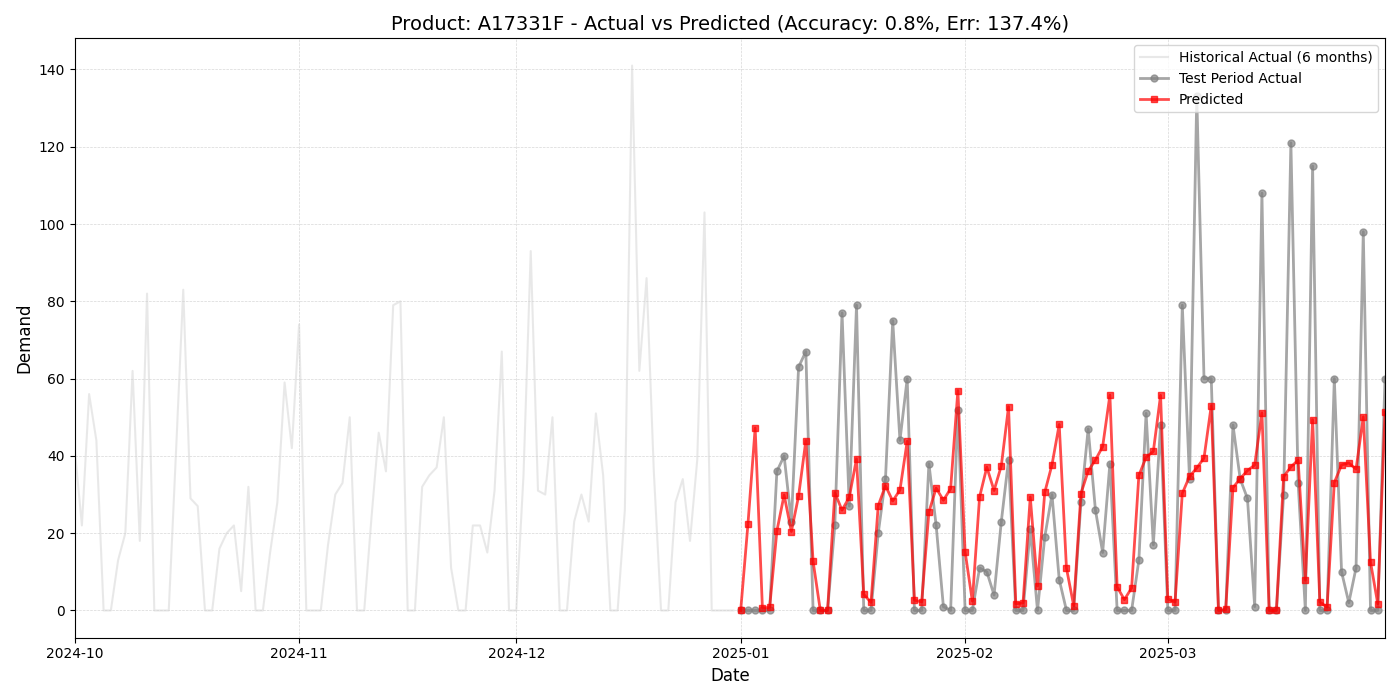 Product: A17331F - Actual vs Predicted (Accuracy: 0.8%, Err: 137.4%)
Historical Actual (6 months)
Test Period Actual
Predicted
Demand
140
120
100
80
60
40
20
0
2024-10
2024-11
2024-12
2025-01
2025-02
2025-03
Date